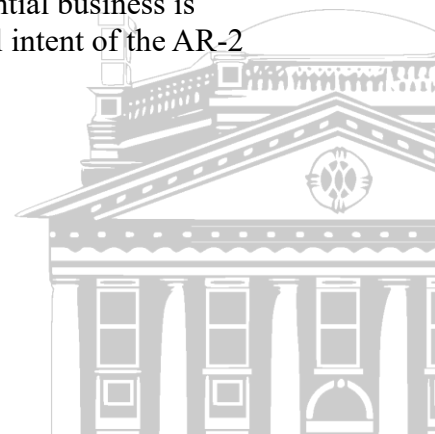 ntial business is
l intent of the AR-2